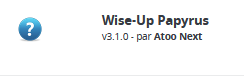 ?
Wise-Up Papyrus
v3.1.0 - par Atoo Next